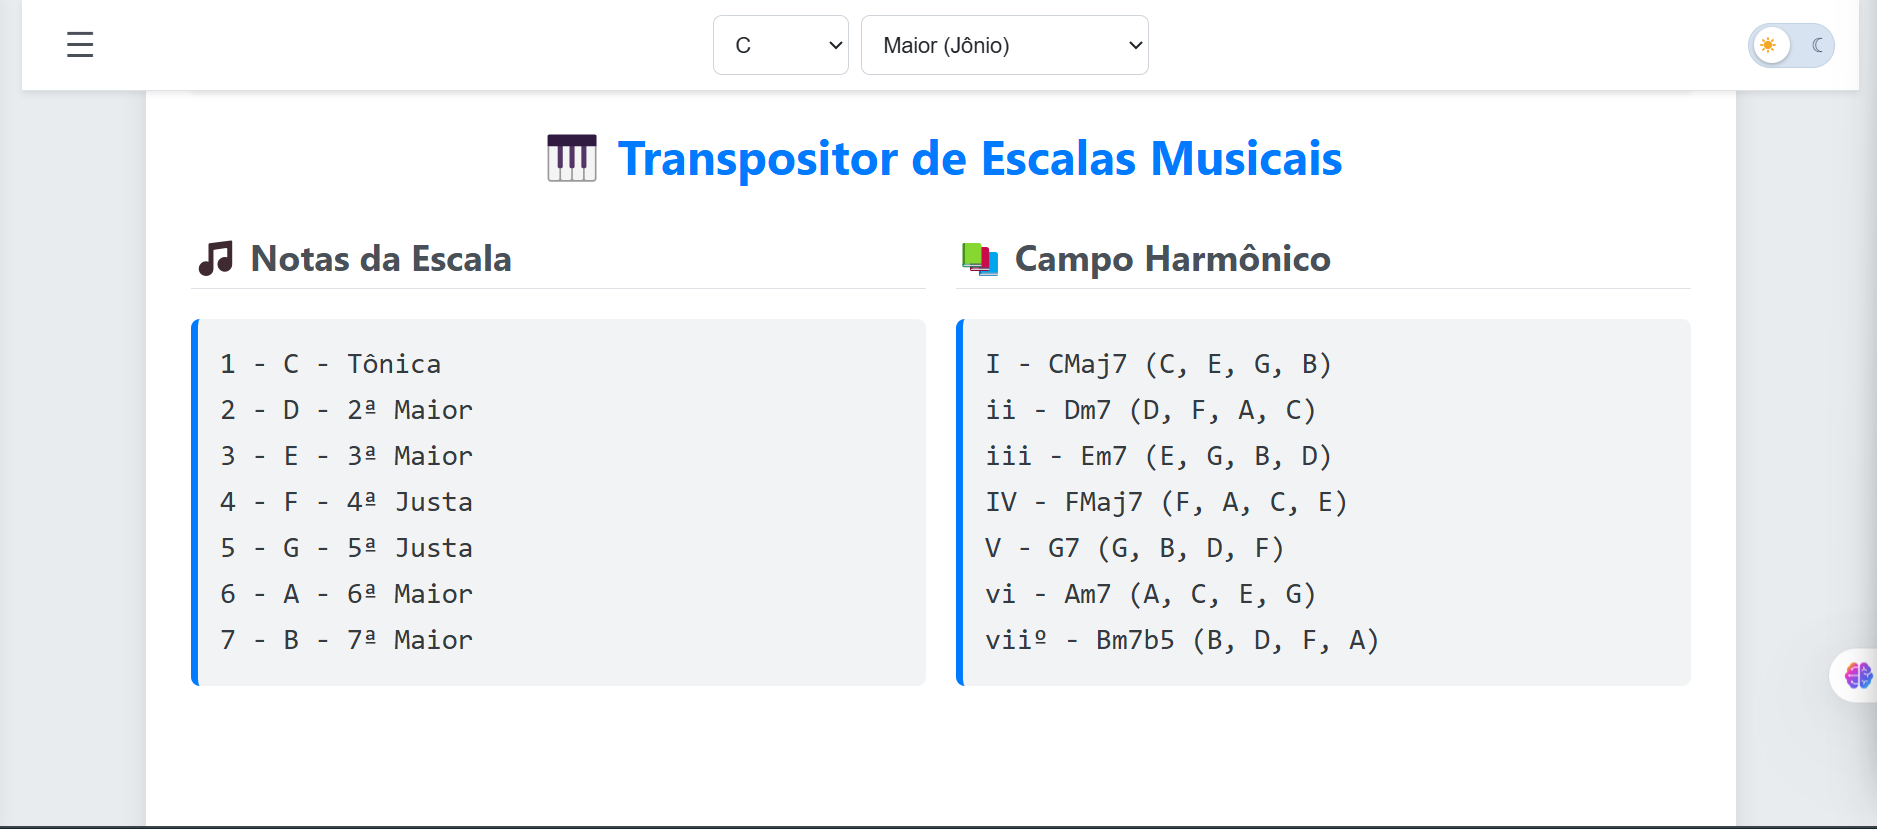 C
Maior (Jônio)
Transpositor de Escalas Musicais
Notas da Escala
1 - C - Tônica
2 - D - 2ª Maior
3 - E - 3ª Maior
4 - F - 4ª Justa
5 - G - 5ª Justa
6 - A - 6ª Maior
7 - B - 7ª Maior
Campo Harmônico
I - CMaj7 (C, E, G, B)
ii - Dm7 (D, F, A, C)
iii - Em7 (E, G, B, D)
IV - FMaj7 (F, A, C, E)
V - G7 (G, B, D, F)
vi - Am7 (A, C, E, G)
viiº - Bm7b5 (B, D, F, A)